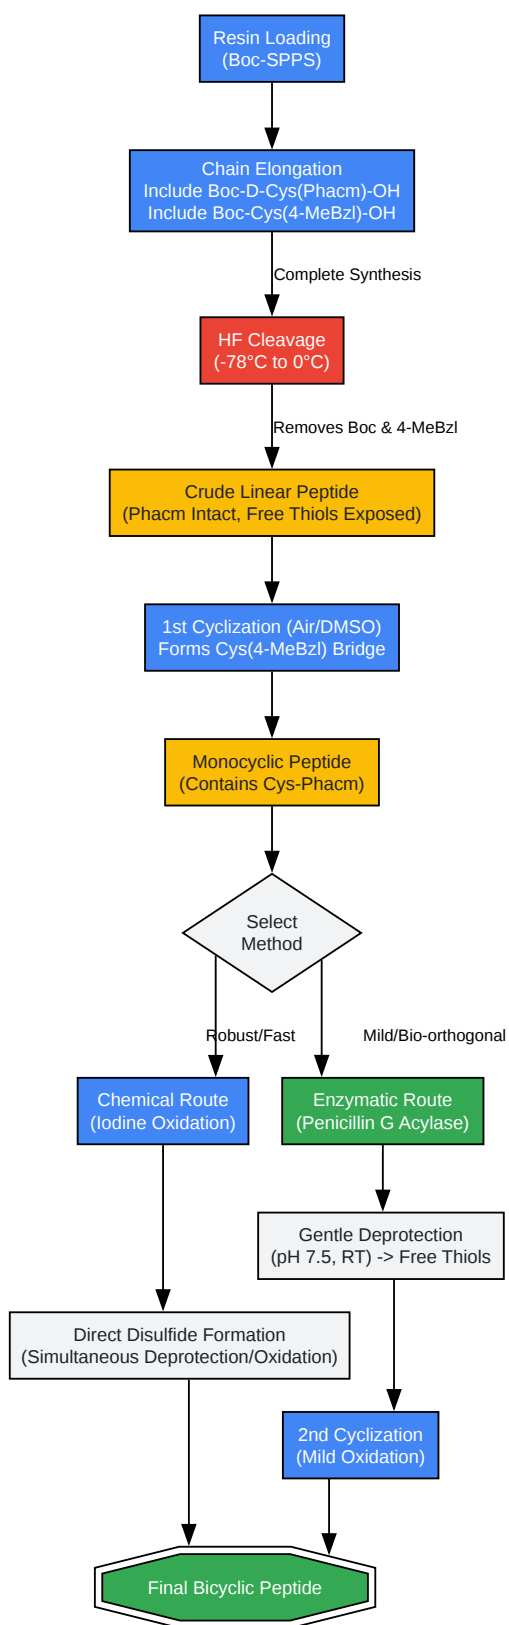 Resin Loading
(Boc-SPPS)
Chain Elongation
Include Boc-D-Cys(Phacm)-OH
Include Boc-Cys(4-MeBzl)-OH
Complete Synthesis
HF Cleavage
(-78°C to 0°C)
Removes Boc & 4-MeBzl
Crude Linear Peptide
(Phacm Intact, Free Thiols Exposed)
1st Cyclization (Air/DMSO)
Forms Cys(4-MeBzl) Bridge
Monocyclic Peptide
(Contains Cys-Phacm)
Select
Method
Robust/Fast
Mild/Bio-orthogonal
Chemical Route
(Iodine Oxidation)
Enzymatic Route
(Penicillin G Acylase)
Gentle Deprotection
(pH 7.5, RT) -> Free Thiols
Direct Disulfide Formation
(Simultaneous Deprotection/Oxidation)
2nd Cyclization
(Mild Oxidation)
Final Bicyclic Peptide